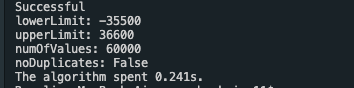 Successful
lowerLimit: -35500
upperLimit: 36600
numOfValues: 60000
noDuplicates: False
The algorithm spent 0.241s.